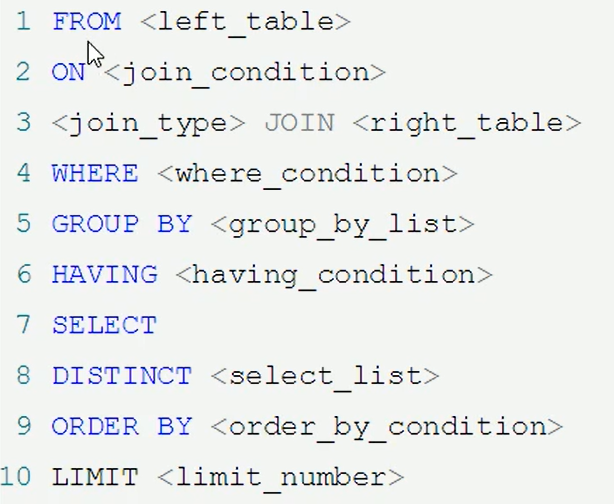 1 FROM <left_table>
2 ON <join_condition>
3 <join_type> JOIN <right_table>
4 WHERE <where_condition>
5 GROUP BY <group_by_list>
6 HAVING <having_condition>
7 SELECT
8 DISTINCT <select_list>
9 ORDER BY <order_by_condition>
10 LIMIT <limit_number>